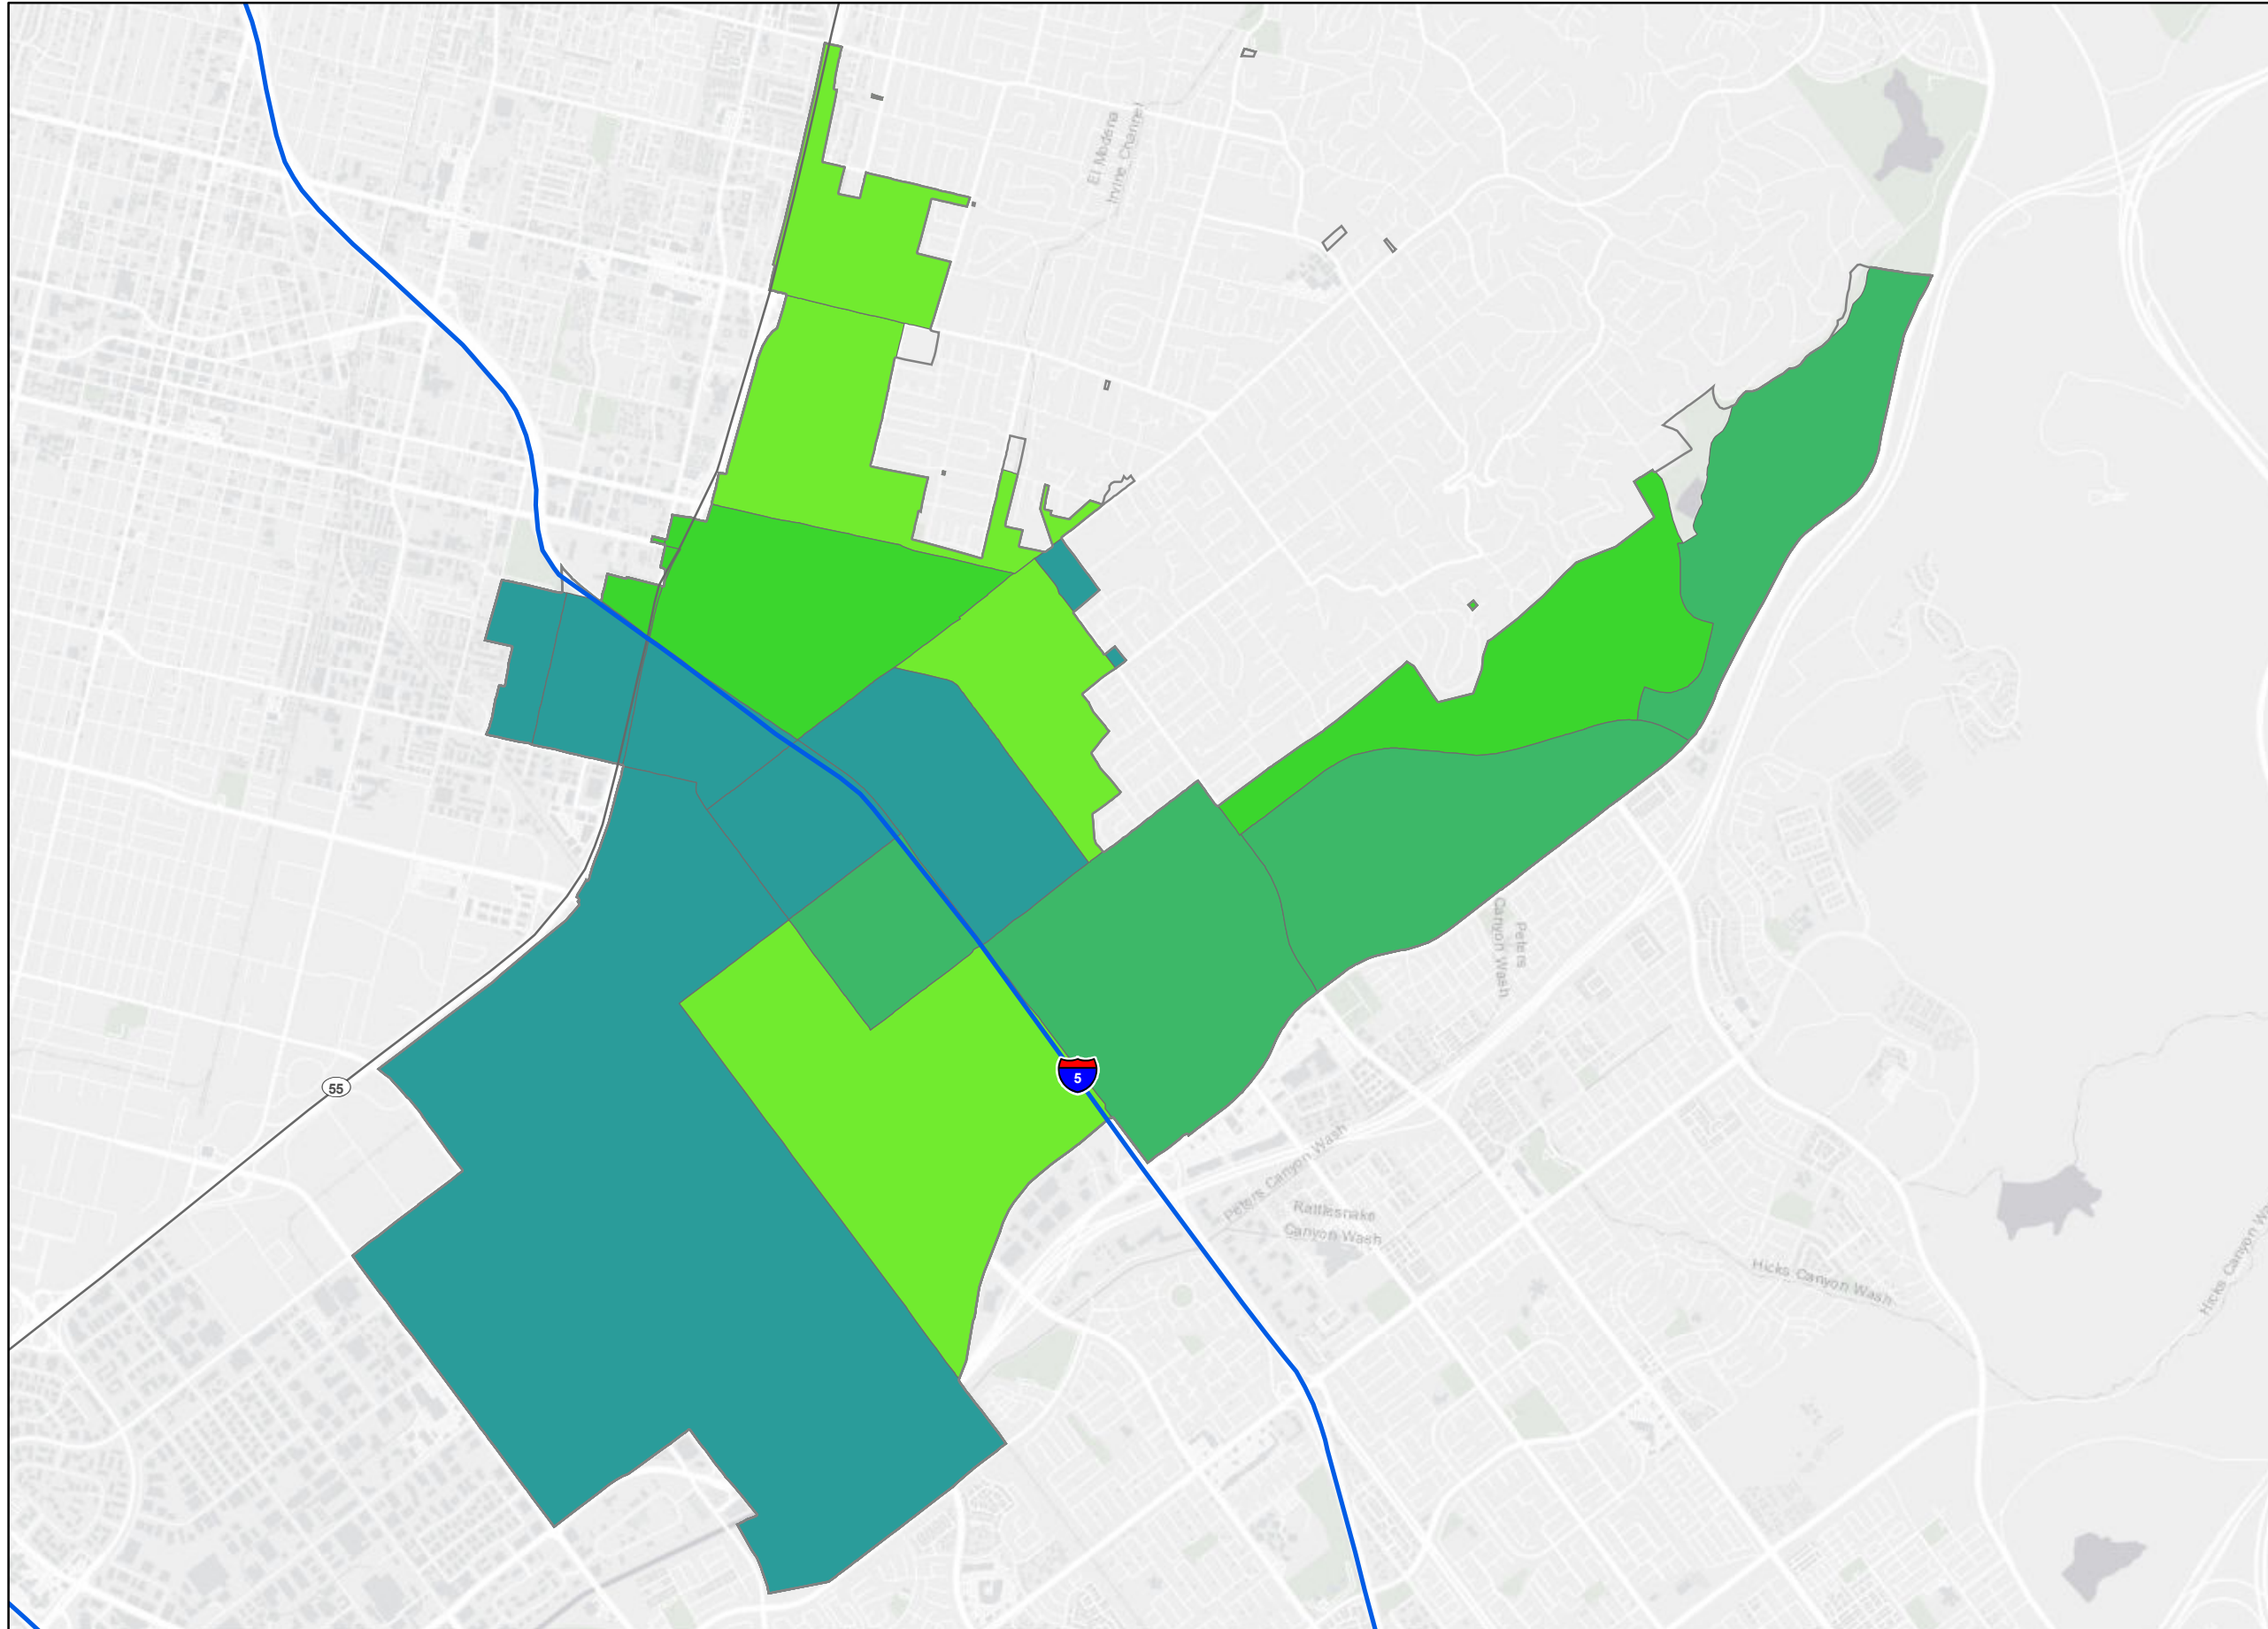 El Modena
Irvine Channel
Peters
Canyon Wash
55
5
Peters Canyon Wash
Rattlesnake
Canyon Wash
Hicks Canyon Wash
Hicks Canyon Wa